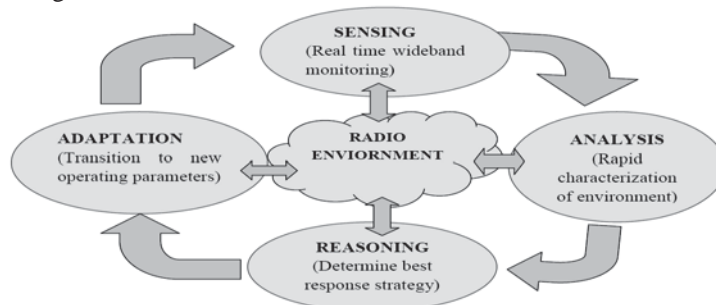 SENSING
(Real time wideband
monitoring)
ADAPTATION
(Transition to new
operating parameters)
RADIO
ENVIORNMENT
ANALYSIS
(Rapid
characterization
of environment)
REASONING
(Determine best
response strategy)